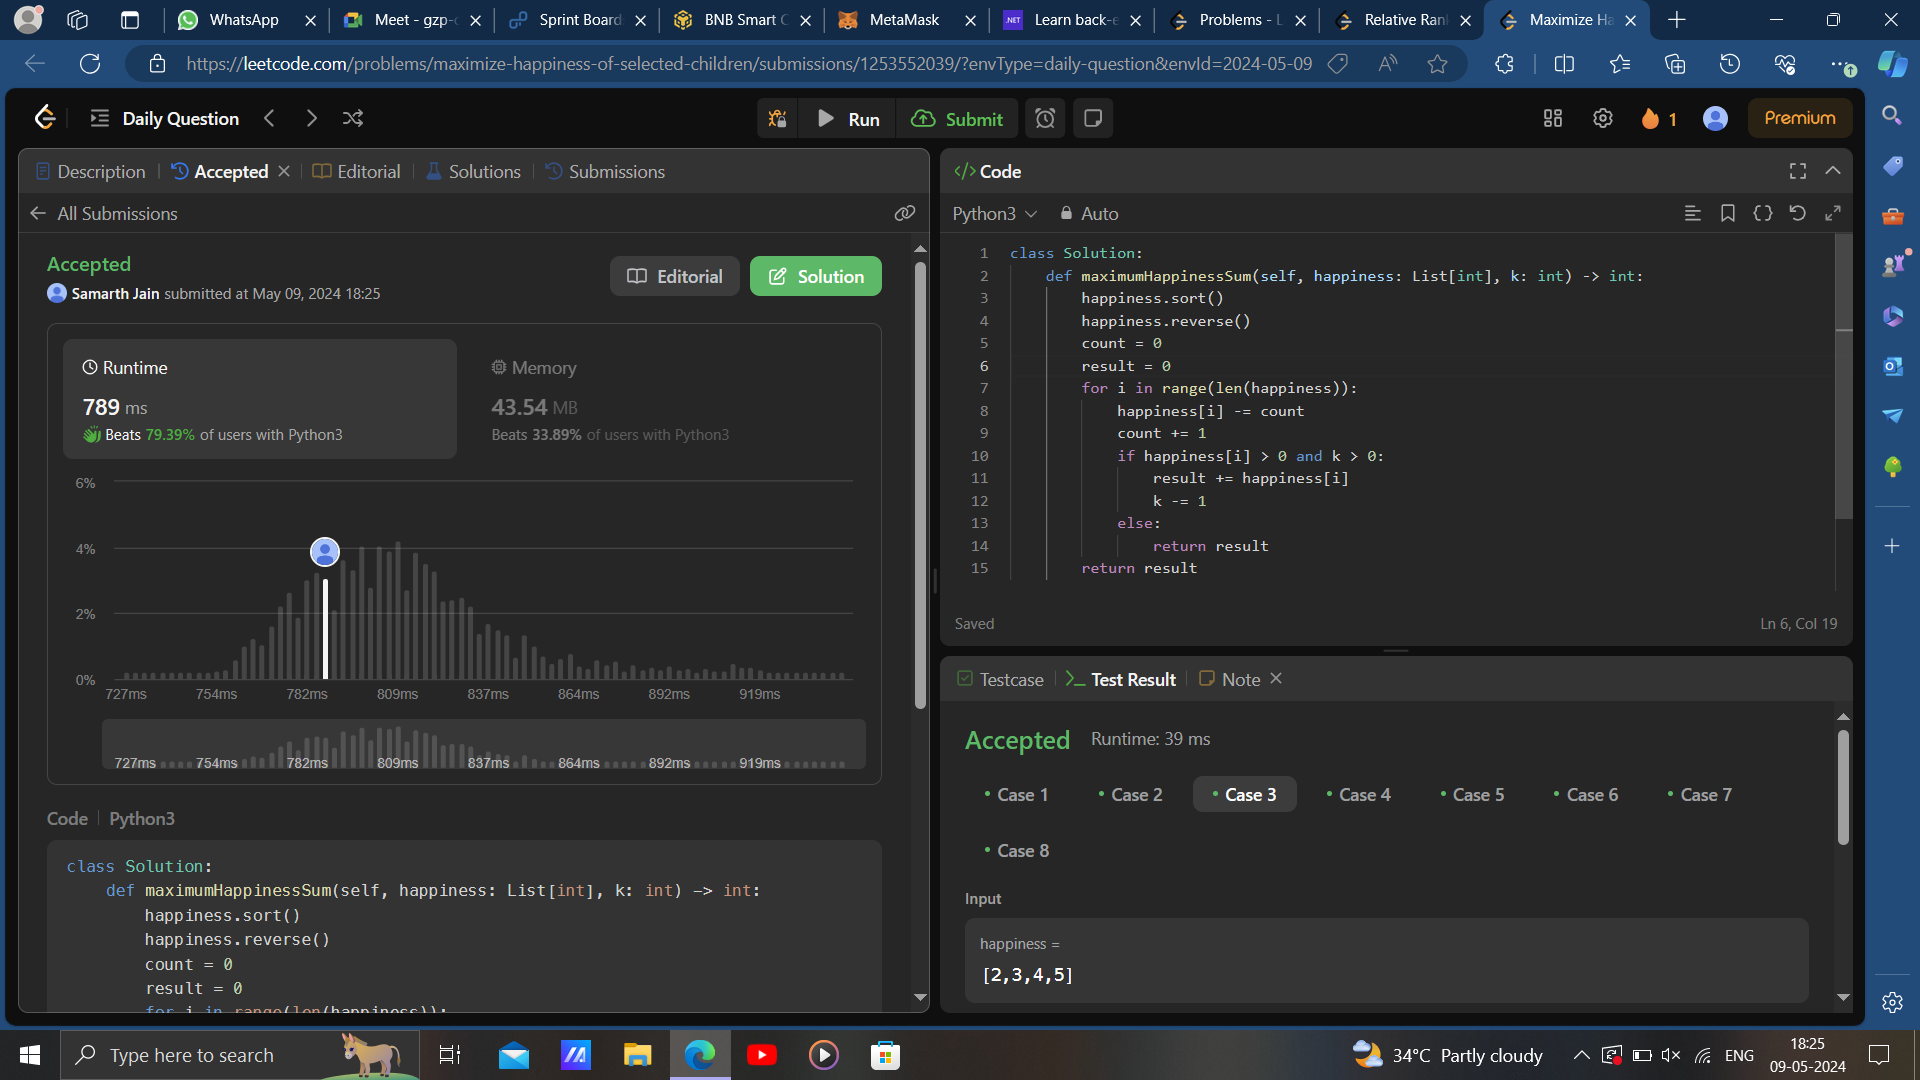 WhatsApp
Meet - gzp-
Sprint Board
BNB Smart C
MetaMask
Learn back-e
Problems - L
Relative Ran
Maximize Ha
https://leetcode.com/problems/maximize-happiness-of-selected-children/submissions/1253552039/?envType=daily-question&envId=2024-05-09
Daily Question
Run
Submit
1
Premium
Description
Accepted
Editorial
Solutions
Submissions
All Submissions
Accepted
Samarth Jain submitted at May 09, 2024 18:25
Editorial
Solution
Runtime
789 ms
Beats 79.39% of users with Python3
Memory
43.54 MB
Beats 33.89% of users with Python3
6%
4%
2%
0%
727ms 754ms 782ms 809ms 837ms 864ms 892ms 919ms
727ms 754ms 782ms 809ms 837ms 864ms 892ms 919ms
Code | Python3
class Solution:
def maximumHappinessSum(self, happiness: List[int], k: int) -> int:
happiness.sort()
happiness.reverse()
count = 0
result = 0
for i in range(len(happiness)):
</> Code
Python3
Auto
1 class Solution:
2 def maximumHappinessSum(self, happiness: List[int], k: int) -> int:
3 happiness.sort()
4 happiness.reverse()
5 count = 0
6 result = 0
7 for i in range(len(happiness)):
8 happiness[i] -= count
9 count += 1
10 if happiness[i] > 0 and k > 0:
11 result += happiness[i]
12 k -= 1
13 else:
14 return result
15 return result
Saved
Ln 6, Col 19
Testcase
Test Result
Note
Accepted Runtime: 39 ms
Case 1
Case 2
Case 3
Case 4
Case 5
Case 6
Case 7
Case 8
Input
happiness =
[2,3,4,5]
Type here to search
34°C Partly cloudy
ENG
18:25
09-05-2024